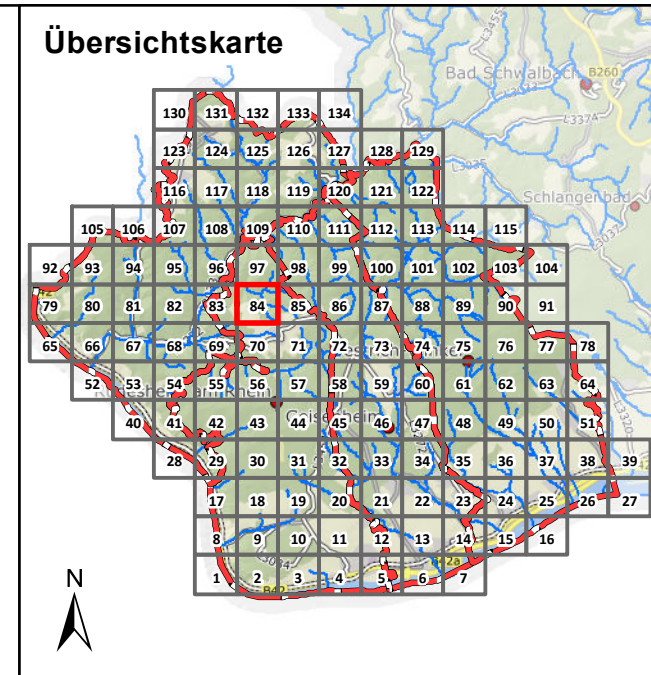 Übersichtskarte
Bad Schwalbach
B260
L3374
L3035
Schlangenbad
L3037
130 131 132 133 134
123 124 125 126 127 128 129
116 117 118 119 120 121 122
105 106 107 108 109 110 111 112 113 114 115
92 93 94 95 96 97 98 99 100 101 102 103 104
79 80 81 82 83 84 85 86 87 88 89 90 91
65 66 67 68 69 70 71 72 73 74 75 76 77 78
52 53 54 55 56 57 58 59 60 61 62 63 64
40 41 42 43 44 45 46 47 48 49 50 51
Geisenheim
28 29 30 31 32 33 34 35 36 37 38 39
17 18 19 20 21 22 23 24 25 26 27
8 9 10 11 12 13 14 15 16
L3034
1 2 3 4 5 6 7
B42
B42a
N